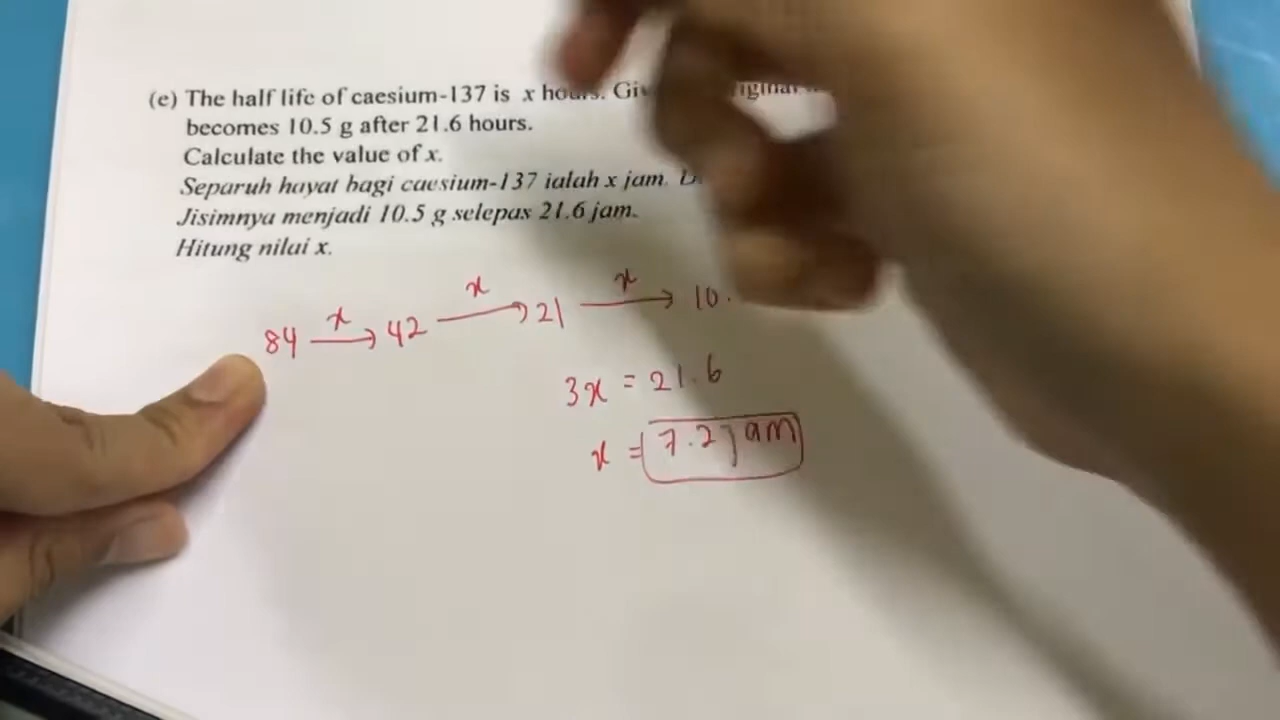 (e) The half life of caesium-137 is x hours.
becomes 10.5 g after 21.6 hours.
Calculate the value of x.
Separuh hayat bagi caesium-137 ialah x jam.
Jisimnya menjadi 10.5 g selepas 21.6 jam.
Hitung nilai x.
84 x→ 42 x→ 21 x→ 10.
3x = 21.6
x = 7.2 jam